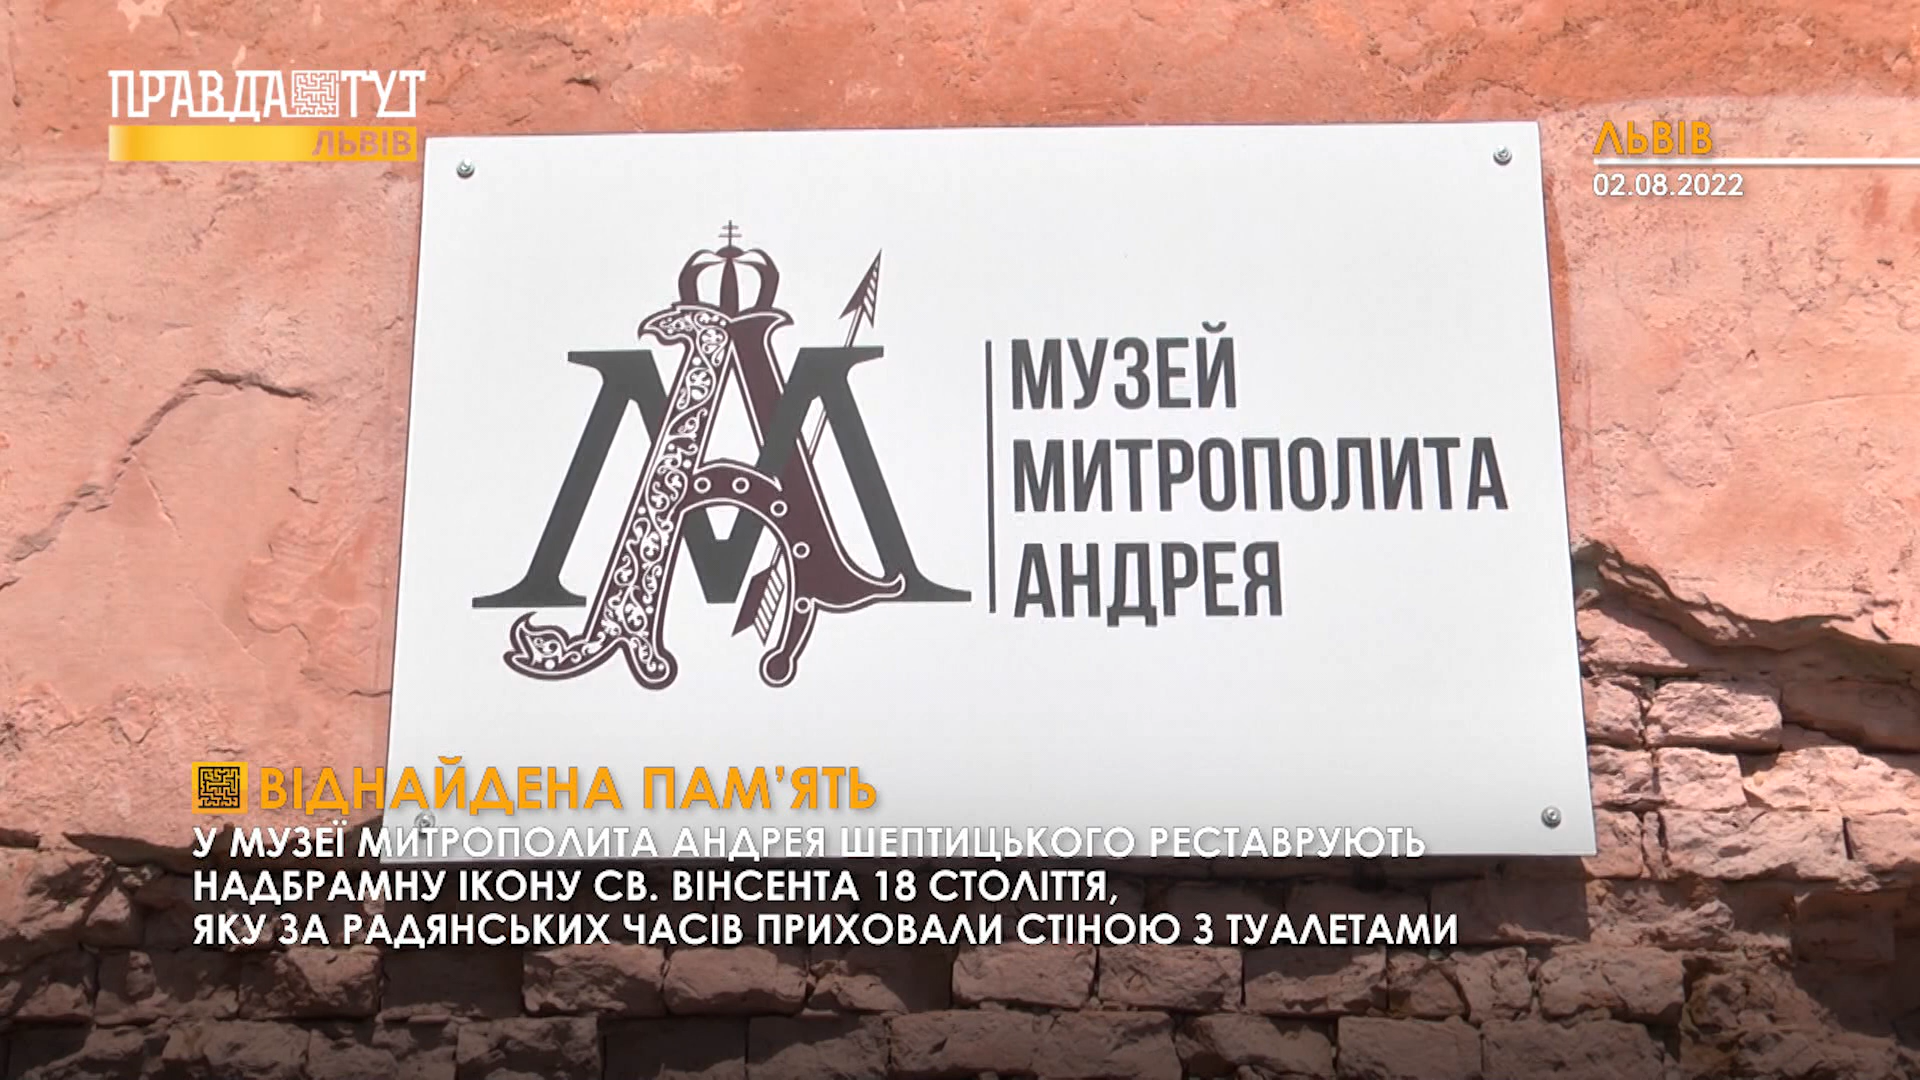 ПРАВДА ТУТ
ЛЬВІВ
ЛЬВІВ
02.08.2022
МУЗЕЙ
МИТРОПОЛИТА
АНДРЕЯ
ВІДНАЙДЕНА ПАМ’ЯТЬ
У МУЗЕЇ МИТРОПОЛИТА АНДРЕЯ ШЕПТИЦЬКОГО РЕСТАВРУЮТЬ
НАДБРАМНУ ІКОНУ СВ. ВІНСЕНТА 18 СТОЛІТТЯ,
ЯКУ ЗА РАДЯНСЬКИХ ЧАСІВ ПРИХОВАЛИ СТІНОЮ З ТУАЛЕТАМИ